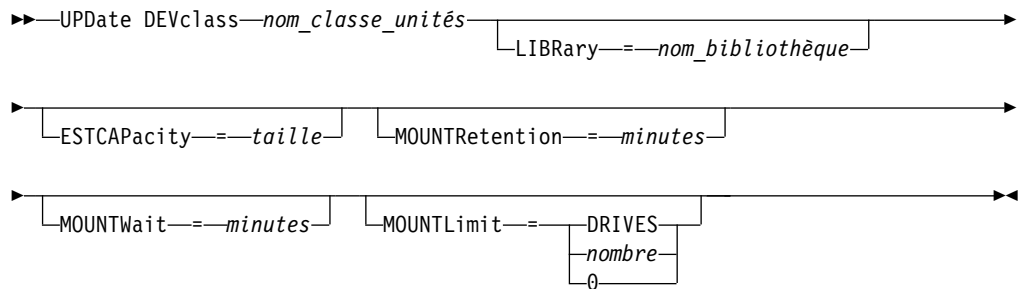 UPDate DEVclass nom_classe_unités
LIBRary = nom_bibliothèque
ESTCAPacity = taille MOUNTRetention = minutes
MOUNTWait = minutes MOUNTLimit = DRIVES
nombre
0